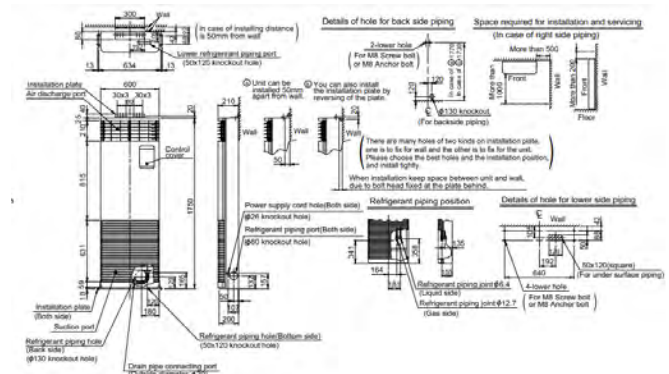 300
Wall
(In case of installing distance
is 50mm from wall)
Lower refrigerant piping port
(50x120 knockout hole)
13
634
13
Installation plate
Air discharge port
600
30x3
30x3
Control
cover
815
631
1750
20
210
Wall
Ⓐ Unit can be
installed 50mm
apart from wall.
Wall
50
Ⓑ You can also install
the installation plate by
reversing of the plate.
20
Wall
Power supply cord hole(Both side)
(ϕ26 knockout hole)
Refrigerant piping port(Both side)
(ϕ80 knockout hole)
Installation plate
(Both side)
Suction port
Refrigerant piping hole
(Back side)
(ϕ130 knockout hole)
180
50
200
Refrigerant piping hole(Bottom side)
(50x120 knockout hole)
Drain pipe connecting port
Details of hole for back side piping
2-lower hole
(For M8 Screw bolt
or M8 Anchor bolt)
120
120
ϕ130 knockout
(For backside piping)
Space required for installation and servicing
(In case of right side piping)
More than 500
More than
1000
Front
Wall
More than 200
Front
Wall
Floor
(There are many holes of two kinds on installation plate,
one is to fix for wall and the other is to fix for the unit.
Please choose the best holes and the installation position,
and install tightly.)
When installation keep space between unit and wall,
due to bolt head fixed at the plate behind.
Refrigerant piping position
341
258
164
Refrigerant piping joint ϕ6.4
(Liquid side)
Refrigerant piping joint ϕ12.7
(Gas side)
Details of hole for lower side piping
Wall
192
640
50x120(square)
(For under surface piping)
4-lower hole
(For M8 Screw bolt
or M8 Anchor bolt)